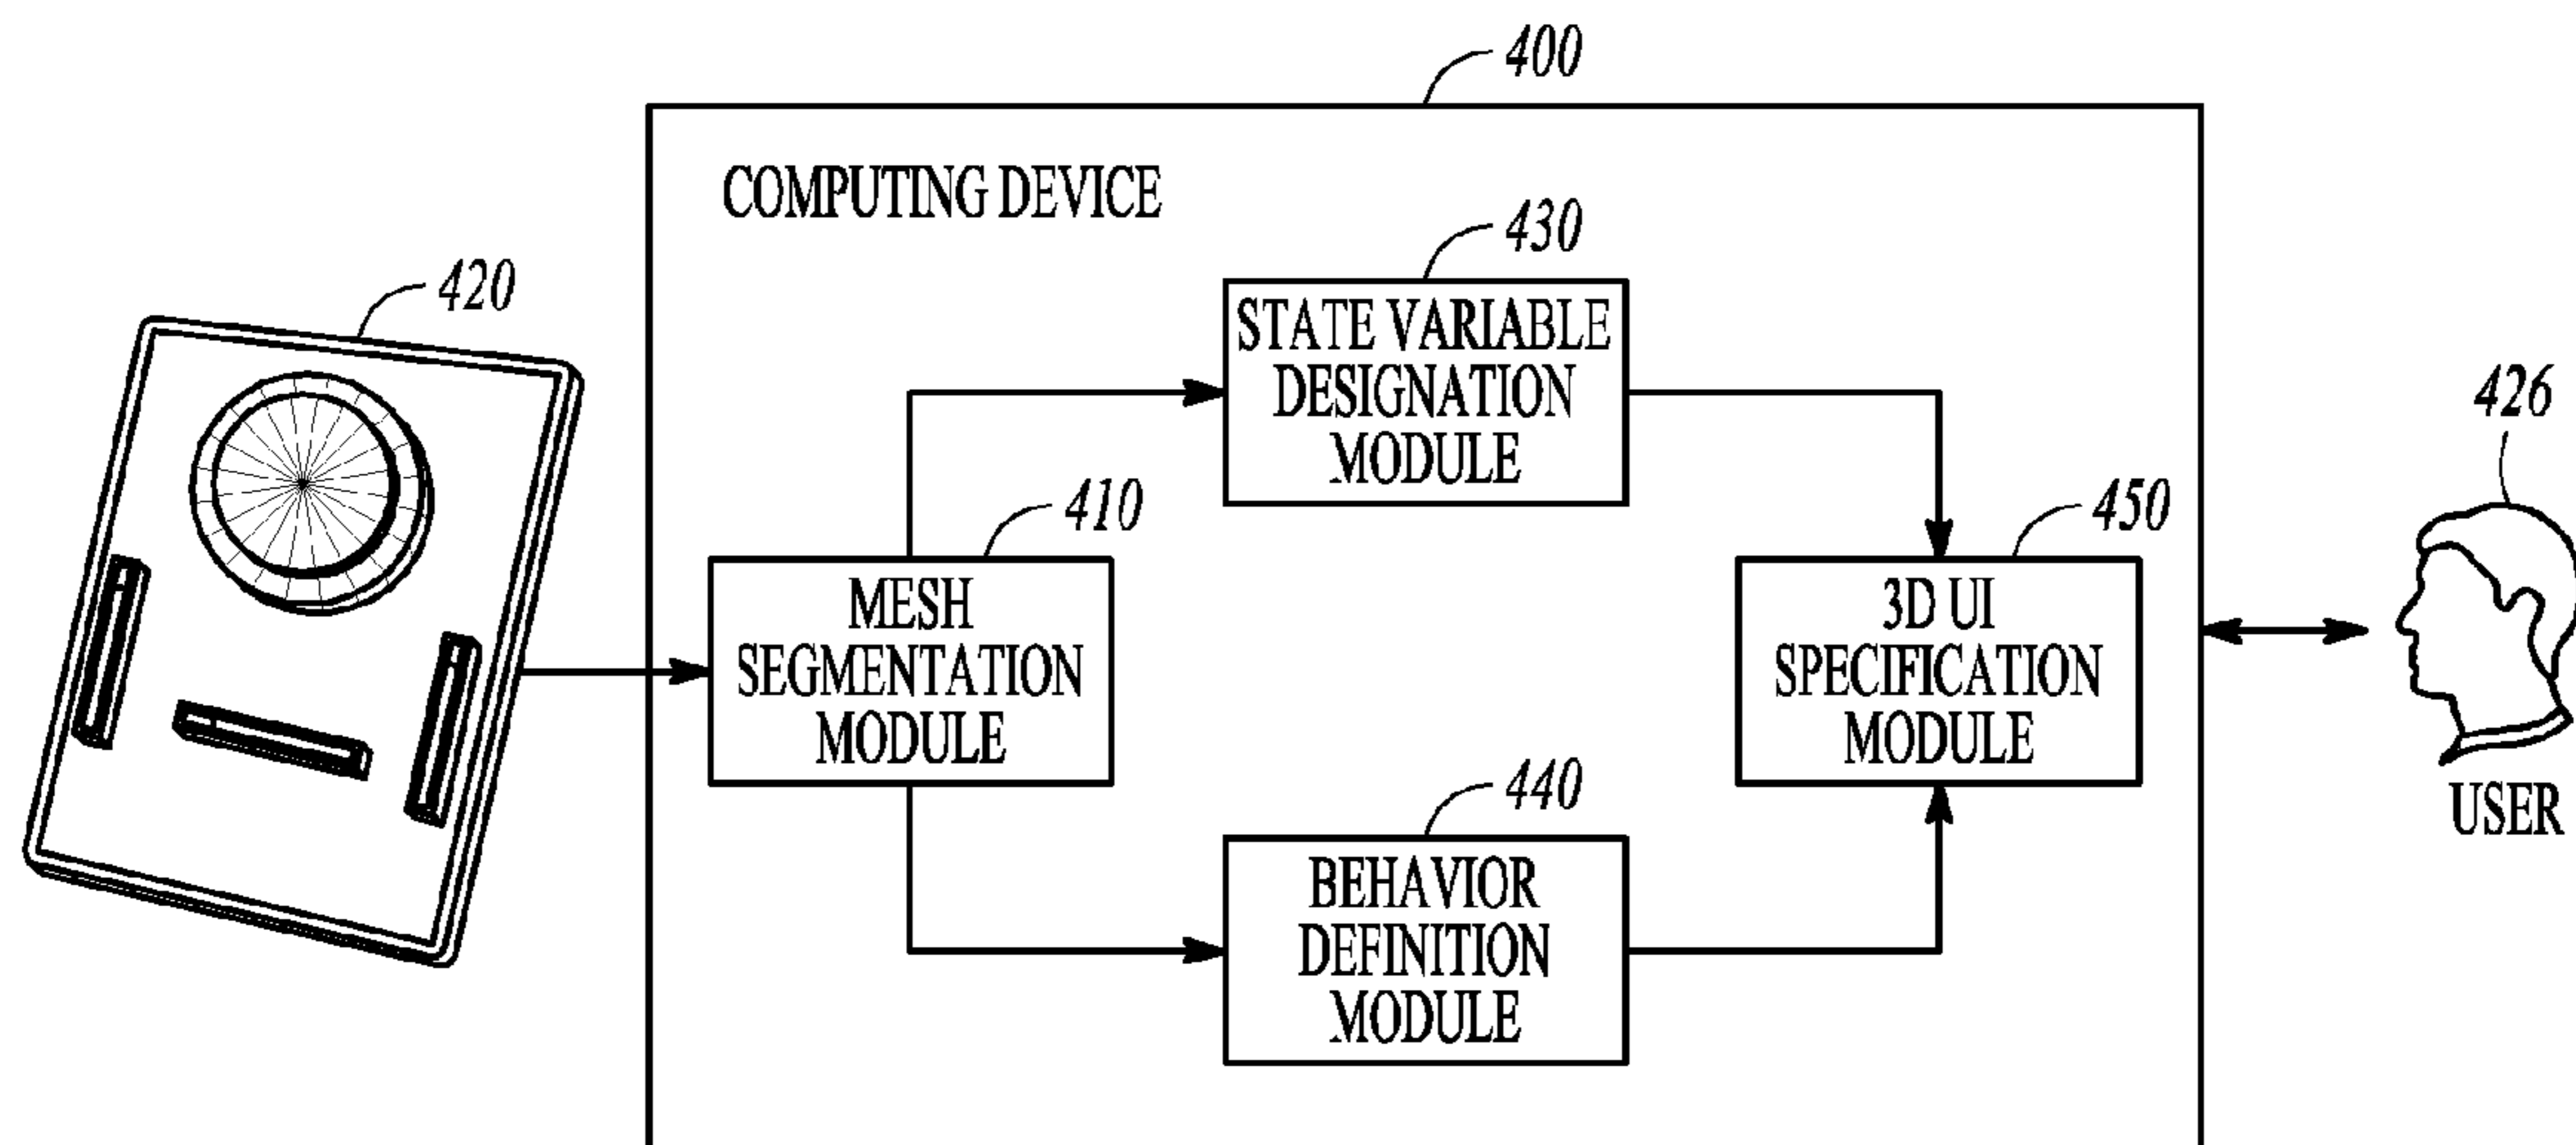 400
COMPUTING DEVICE
420
430
STATE VARIABLE
DESIGNATION
MODULE
410
MESH
SEGMENTATION
MODULE
440
BEHAVIOR
DEFINITION
MODULE
450
3D UI
SPECIFICATION
MODULE
426
USER